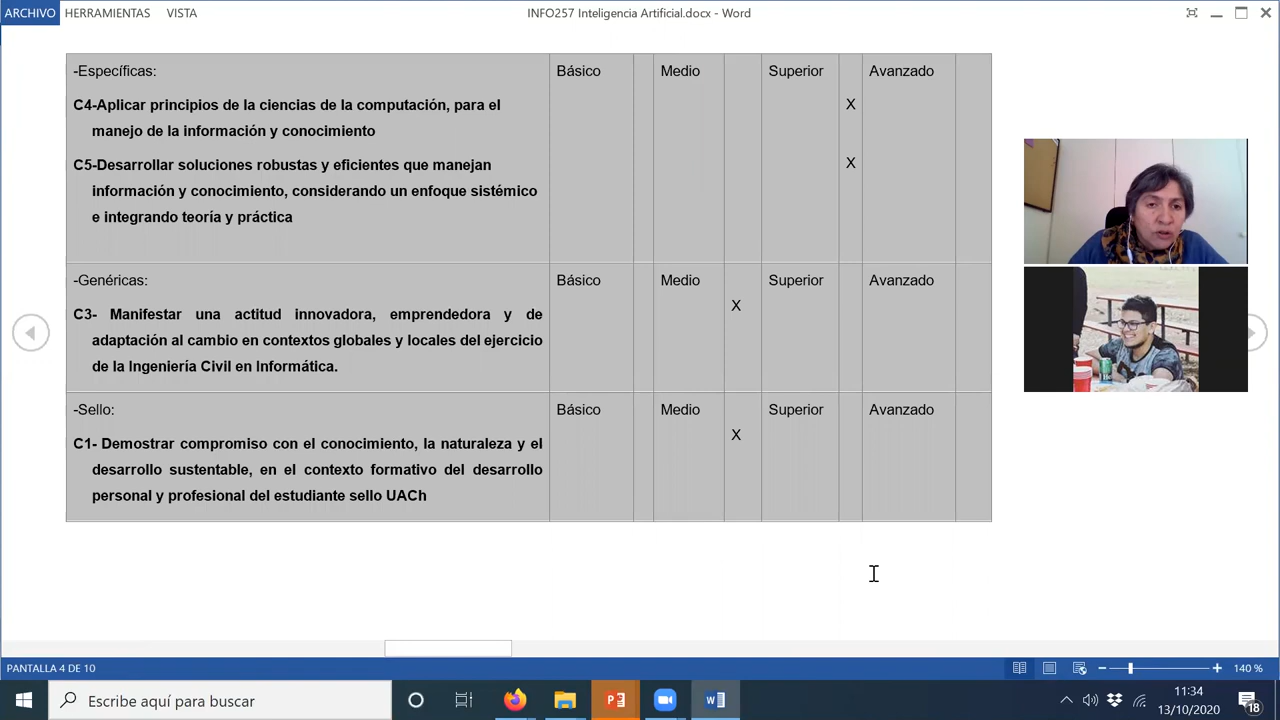 ARCHIVO HERRAMIENTAS VISTA INFO257 Inteligencia Artificial.docx - Word
-Específicas: Básico Medio Superior Avanzado
C4-Aplicar principios de la ciencias de la computación, para el X
manejo de la información y conocimiento
C5-Desarrollar soluciones robustas y eficientes que manejan X
información y conocimiento, considerando un enfoque sistémico
e integrando teoría y práctica
-Genéricas: Básico Medio Superior Avanzado
C3- Manifestar una actitud innovadora, emprendedora y de X
adaptación al cambio en contextos globales y locales del ejercicio
de la Ingeniería Civil en Informática.
-Sello: Básico Medio Superior Avanzado
C1- Demostrar compromiso con el conocimiento, la naturaleza y el X
desarrollo sustentable, en el contexto formativo del desarrollo
personal y profesional del estudiante sello UACh
PANTALLA 4 DE 10 140 %
Escribe aquí para buscar
11:34
13/10/2020
18